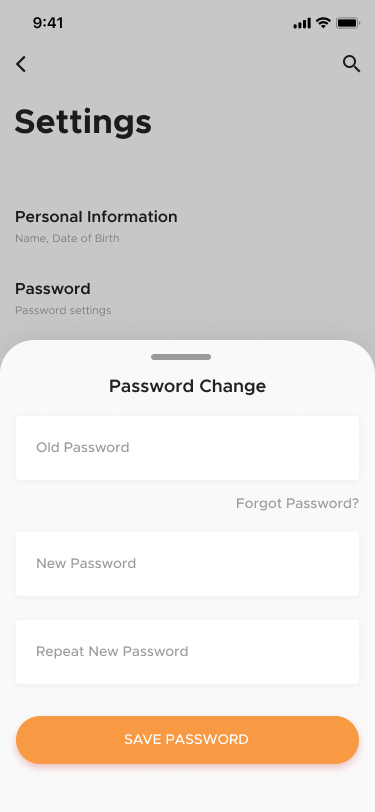 9:41
Settings
Personal Information
Name, Date of Birth
Password
Password settings
Password Change
Old Password
Forgot Password?
New Password
Repeat New Password
SAVE PASSWORD